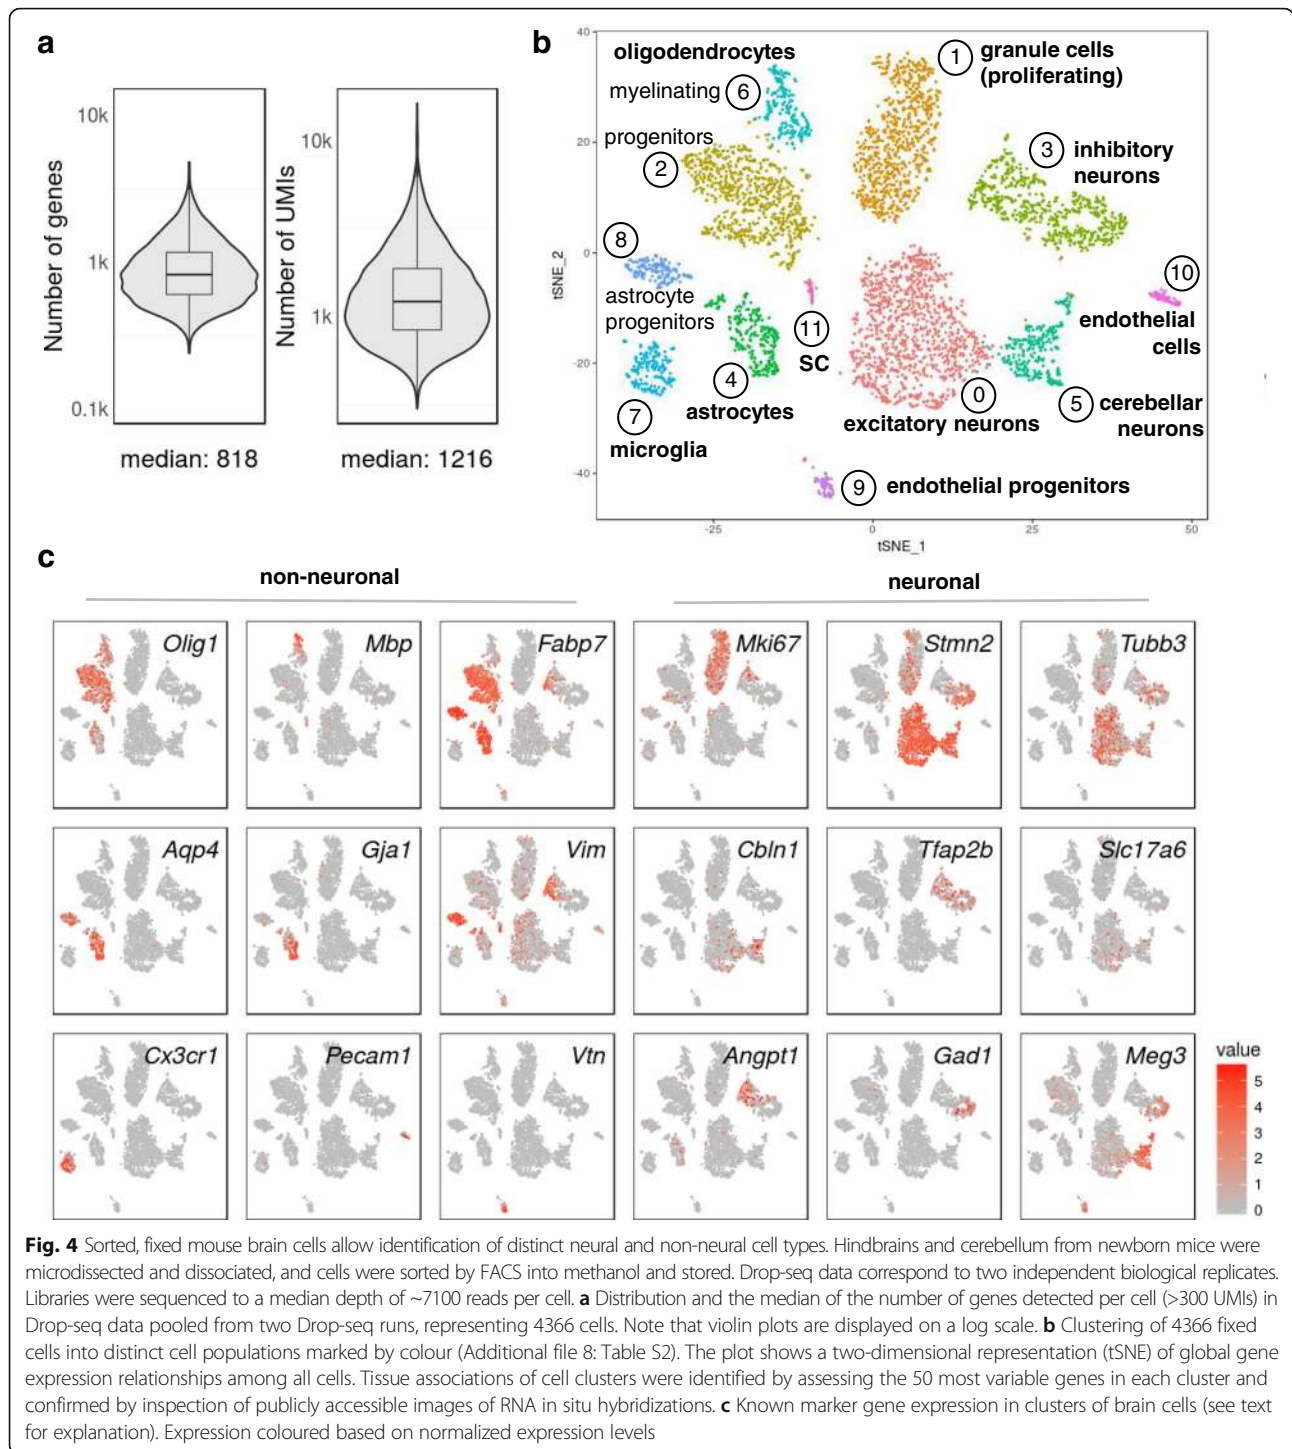 a
Number of genes
10k
1k
0.1k
median: 818
Number of UMIs
10k
1k
median: 1216
b
tSNE_2
40
20
0
-20
-40
oligodendrocytes
myelinating 6
progenitors
2
1 granule cells
(proliferating)
3 inhibitory
neurons
8
astrocyte
progenitors
10
endothelial
cells
11
SC
4
astrocytes
7
microglia
0
excitatory neurons
5 cerebellar
neurons
9 endothelial progenitors
-25
0
25
50
tSNE_1
c
non-neuronal
neuronal
Olig1
Mbp
Fabp7
Mki67
Stmn2
Tubb3
Aqp4
Gja1
Vim
Cbln1
Tfap2b
Slc17a6
Cx3cr1
Pecam1
Vtn
Angpt1
Gad1
Meg3
value
5
4
3
2
1
0
Fig. 4 Sorted, fixed mouse brain cells allow identification of distinct neural and non-neural cell types. Hindbrains and cerebellum from newborn mice were
microdissected and dissociated, and cells were sorted by FACS into methanol and stored. Drop-seq data correspond to two independent biological replicates.
Libraries were sequenced to a median depth of ~7100 reads per cell. a Distribution and the median of the number of genes detected per cell (>300 UMIs) in
Drop-seq data pooled from two Drop-seq runs, representing 4366 cells. Note that violin plots are displayed on a log scale. b Clustering of 4366 fixed
cells into distinct cell populations marked by colour (Additional file 8: Table S2). The plot shows a two-dimensional representation (tSNE) of global gene
expression relationships among all cells. Tissue associations of cell clusters were identified by assessing the 50 most variable genes in each cluster and
confirmed by inspection of publicly accessible images of RNA in situ hybridizations. c Known marker gene expression in clusters of brain cells (see text
for explanation). Expression coloured based on normalized expression levels